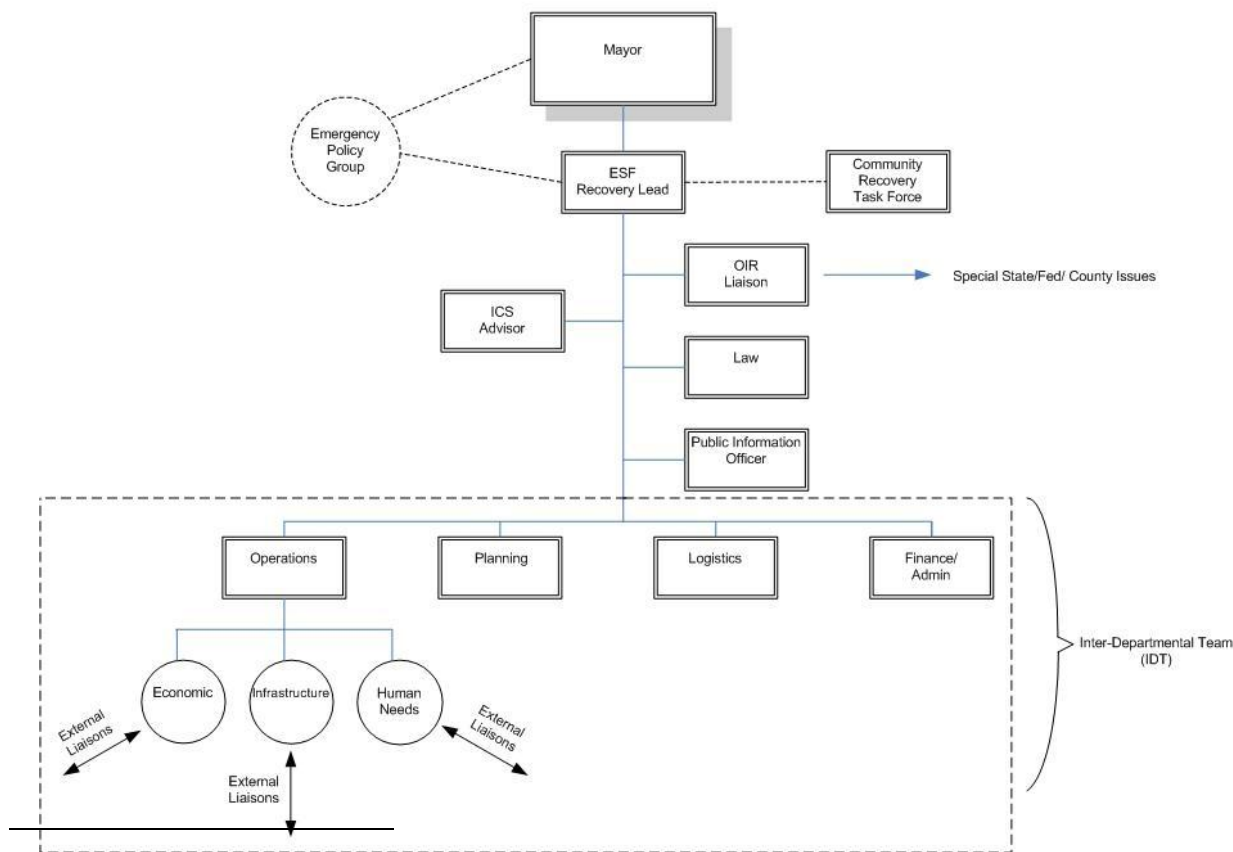 Mayor
Emergency
Policy
Group
ESF
Recovery Lead
Community
Recovery
Task Force
OIR
Liaison
Special State/Fed/ County Issues
ICS
Advisor
Law
Public Information
Officer
Operations
Planning
Logistics
Finance/
Admin
Inter-Departmental Team
(IDT)
Economic
Infrastructure
Human
Needs
External
Liaisons
External
Liaisons
External
Liaisons